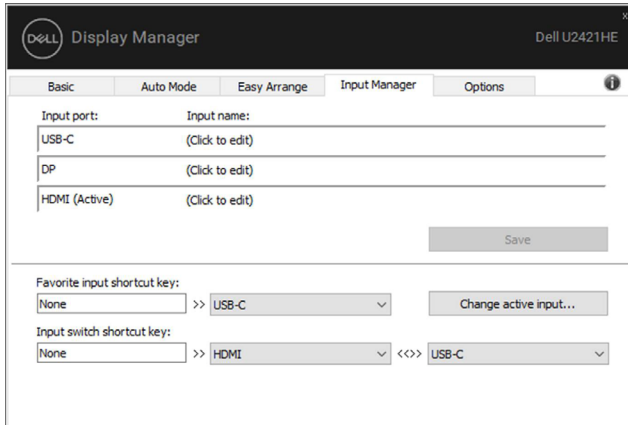 DELL Display Manager Dell U2421HE x
Basic Auto Mode Easy Arrange Input Manager Options i
Input port: Input name:
USB-C (Click to edit)
DP (Click to edit)
HDMI (Active) (Click to edit)
Save
Favorite input shortcut key:
None >> USB-C Change active input...
Input switch shortcut key:
None >> HDMI <<>> USB-C